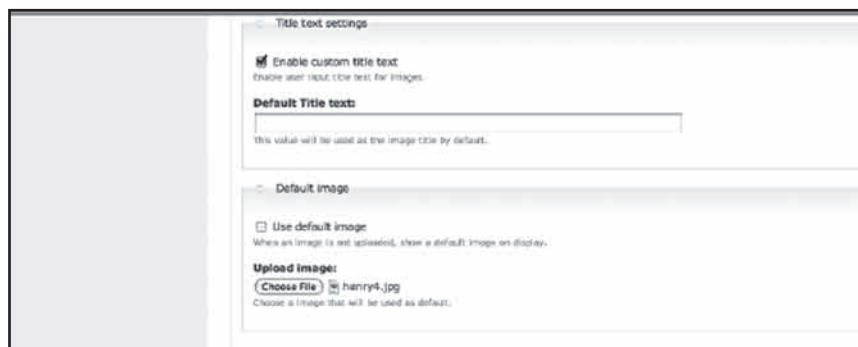 Title text settings
Enable custom title text
Enable user input title text for images.
Default Title text:
This value will be used as the image title by default.
Default image
Use default image
When an image is not uploaded, show a default image on display.
Upload image:
Choose File henry4.jpg
Choose a image that will be used as default.